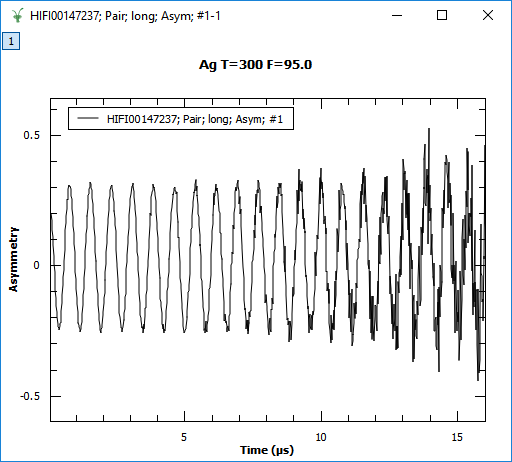 HIFI00147237; Pair; long; Asym; #1-1
1
Ag T=300 F=95.0
HIFI00147237; Pair; long; Asym; #1
0.5
0
-0.5
Asymmetry
5
10
15
Time (μs)